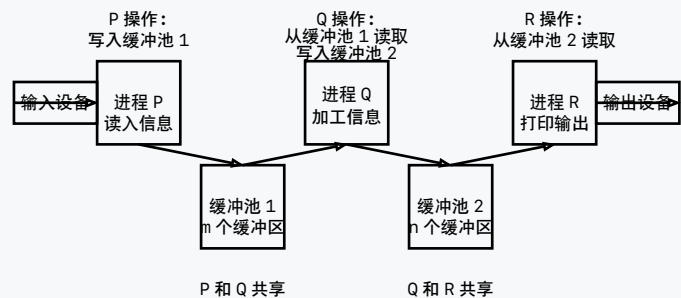 P 操作:
写入缓冲池 1
Q 操作:
从缓冲池 1 读取
写入缓冲池 2
R 操作:
从缓冲池 2 读取
输入设备
进程 P
读入信息
进程 Q
加工信息
进程 R
打印输出
输出设备
缓冲池 1
m 个缓冲区
缓冲池 2
n 个缓冲区
P 和 Q 共享
Q 和 R 共享